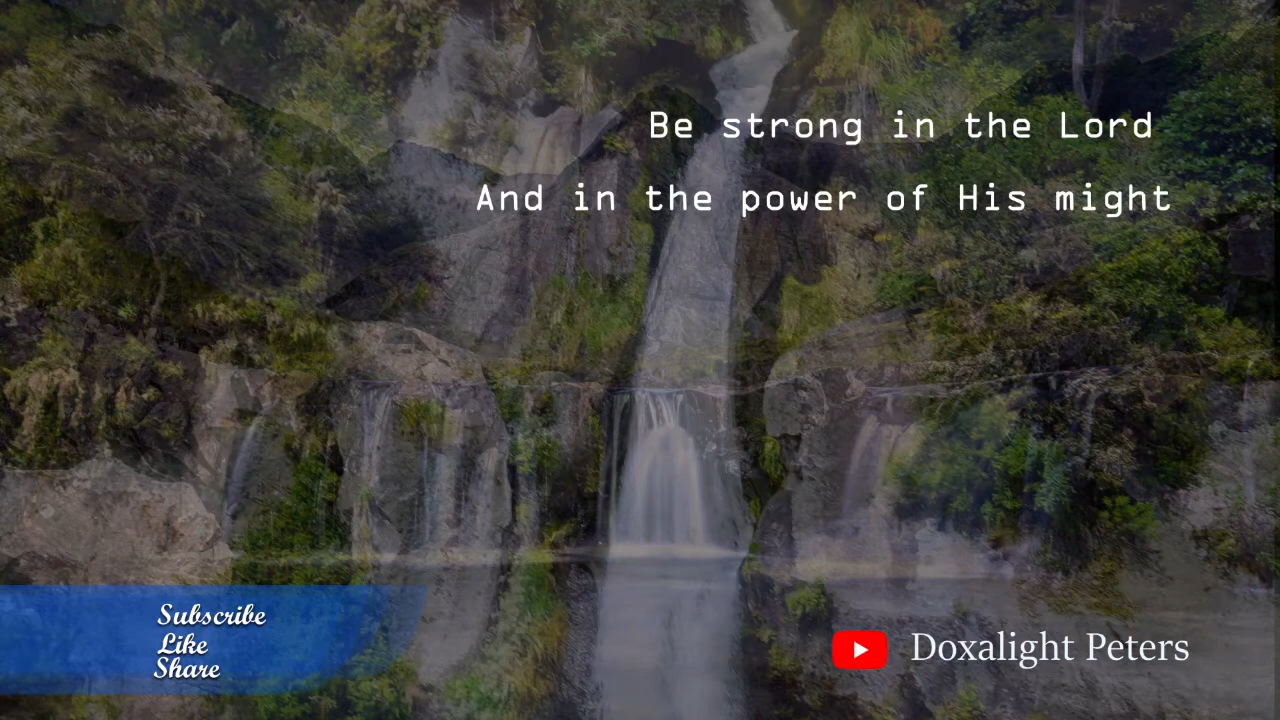 Be strong in the Lord
And in the power of His might
Subscribe
Like
Share
Doxalight Peters